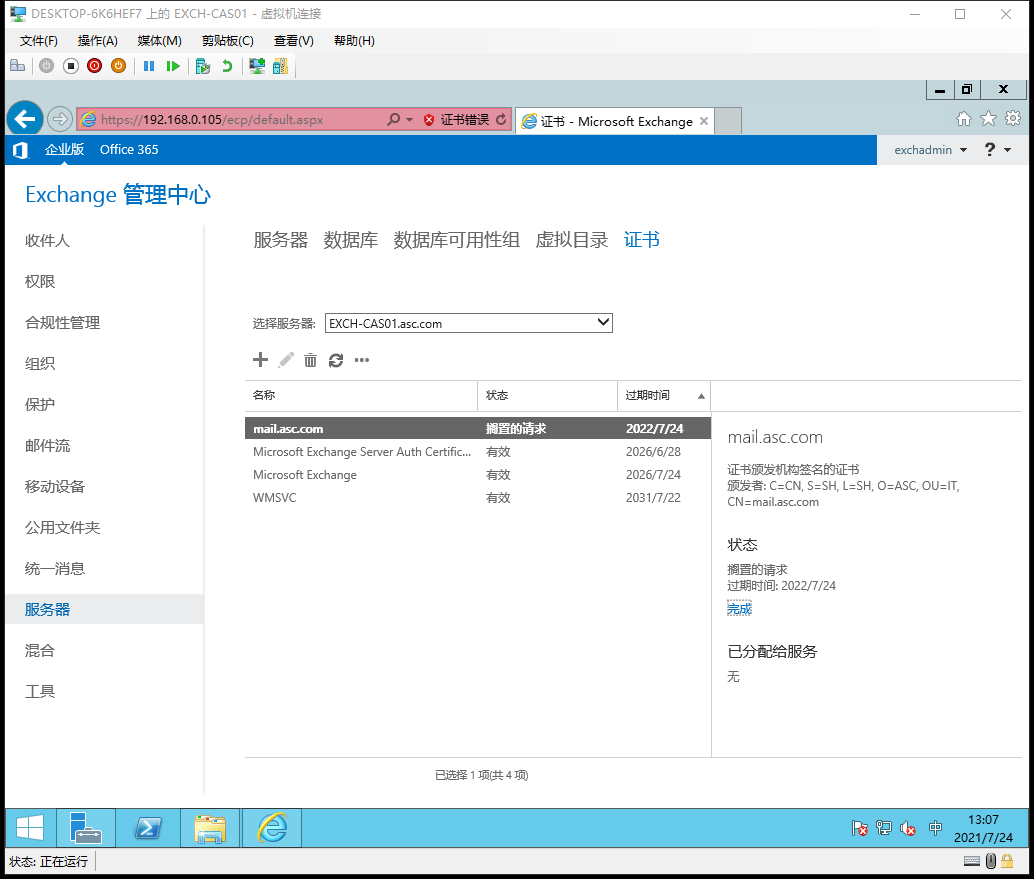 DESKTOP-6K6HEF7 上的 EXCH-CAS01 - 虚拟机连接
文件(F) 操作(A) 媒体(M) 剪贴板(C) 查看(V) 帮助(H)
https://192.168.0.105/ecp/default.aspx 证书错误 证书 - Microsoft Exchange
企业版 Office 365 exchadmin ?
Exchange 管理中心
收件人
权限
合规性管理
组织
保护
邮件流
移动设备
公用文件夹
统一消息
服务器
混合
工具
服务器 数据库 数据库可用性组 虚拟目录 证书
选择服务器: EXCH-CAS01.asc.com
名称 状态 过期时间
mail.asc.com 搁置的请求 2022/7/24
Microsoft Exchange Server Auth Certific... 有效 2026/6/28
Microsoft Exchange 有效 2026/7/24
WMSVC 有效 2031/7/22
mail.asc.com
证书颁发机构签名的证书
颁发者: C=CN, S=SH, L=SH, O=ASC, OU=IT,
CN=mail.asc.com
状态
搁置的请求
过期时间: 2022/7/24
完成
已分配给服务
无
已选择 1 项(共 4 项)
中 13:07
2021/7/24
状态: 正在运行